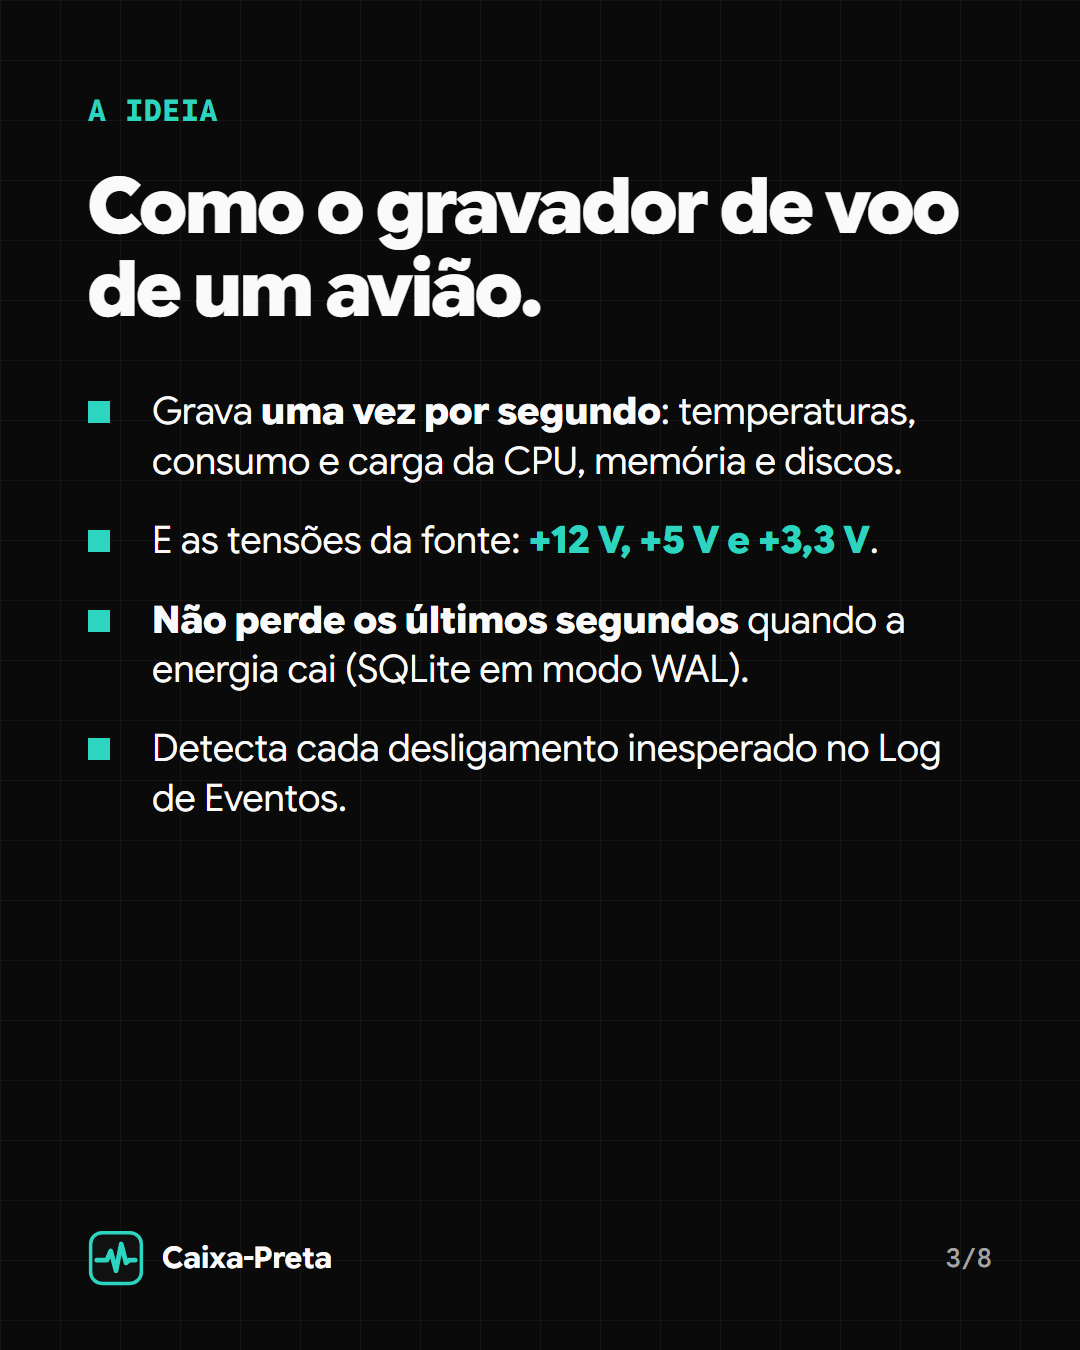 A IDEIA
Como o gravador de voo
de um avião.
Grava uma vez por segundo: temperaturas,
consumo e carga da CPU, memória e discos.
E as tensões da fonte: +12 V, +5 V e +3,3 V.
Não perde os últimos segundos quando a
energia cai (SQLite em modo WAL).
Detecta cada desligamento inesperado no Log
de Eventos.
Caixa-Preta
3/8